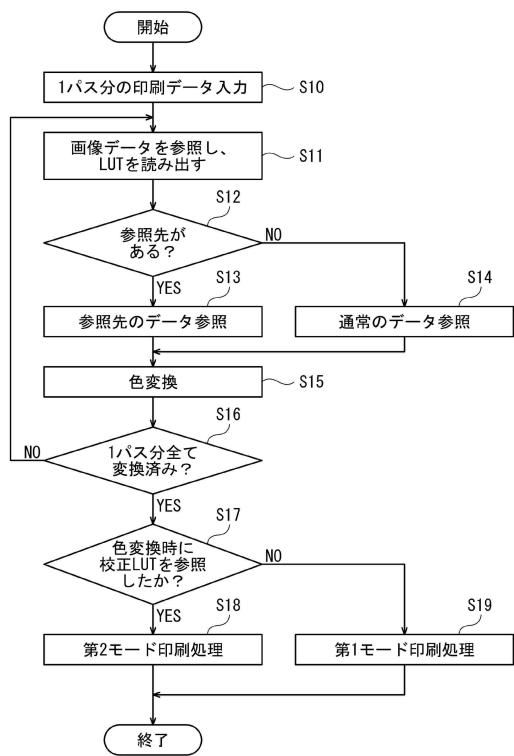 開始
1パス分の印刷データ入力
S10
画像データを参照し、
LUTを読み出す
S11
S12
参照先が
ある？
NO
YES
S13
参照先のデータ参照
S14
通常のデータ参照
色変換
S15
S16
1パス分全て
変換済み？
NO
YES
S17
色変換時に
校正LUTを参照
したか？
NO
YES
S18
第2モード印刷処理
S19
第1モード印刷処理
終了